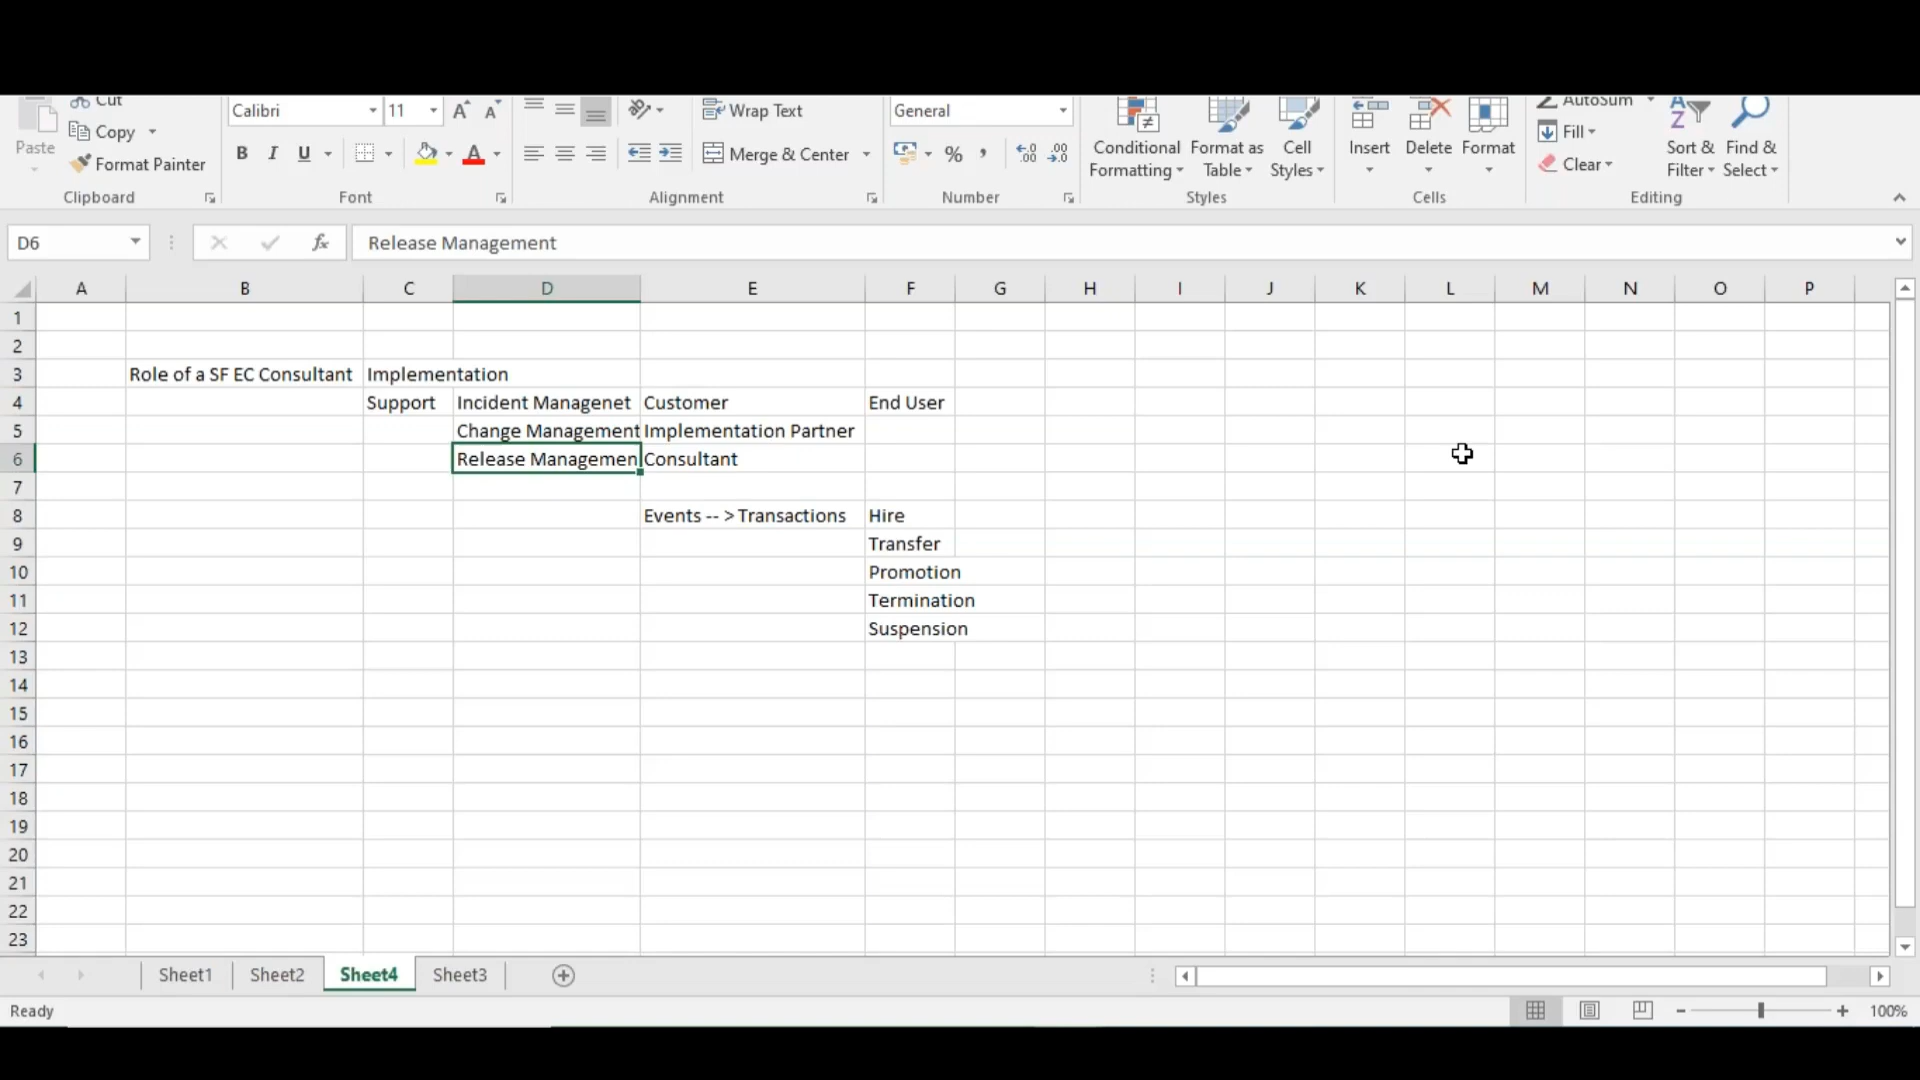 Cut
Copy
Paste
Format Painter
Clipboard
Calibri 11
B I U
Font
Wrap Text
Merge & Center
Alignment
General
% ,
Number
Conditional Formatting
Format as Table
Cell Styles
Styles
Insert Delete Format
Cells
AutoSum
Fill
Clear
Sort & Filter
Find & Select
Editing
D6 fx Release Management
A B C D E F G H I J K L M N O P
1
2
3 Role of a SF EC Consultant Implementation
4 Support Incident Managenet Customer End User
5 Change Management Implementation Partner
6 Release Managemen Consultant
7
8 Events -- > Transactions Hire
9 Transfer
10 Promotion
11 Termination
12 Suspension
13
14
15
16
17
18
19
20
21
22
23
Sheet1 Sheet2 Sheet4 Sheet3
Ready 100%